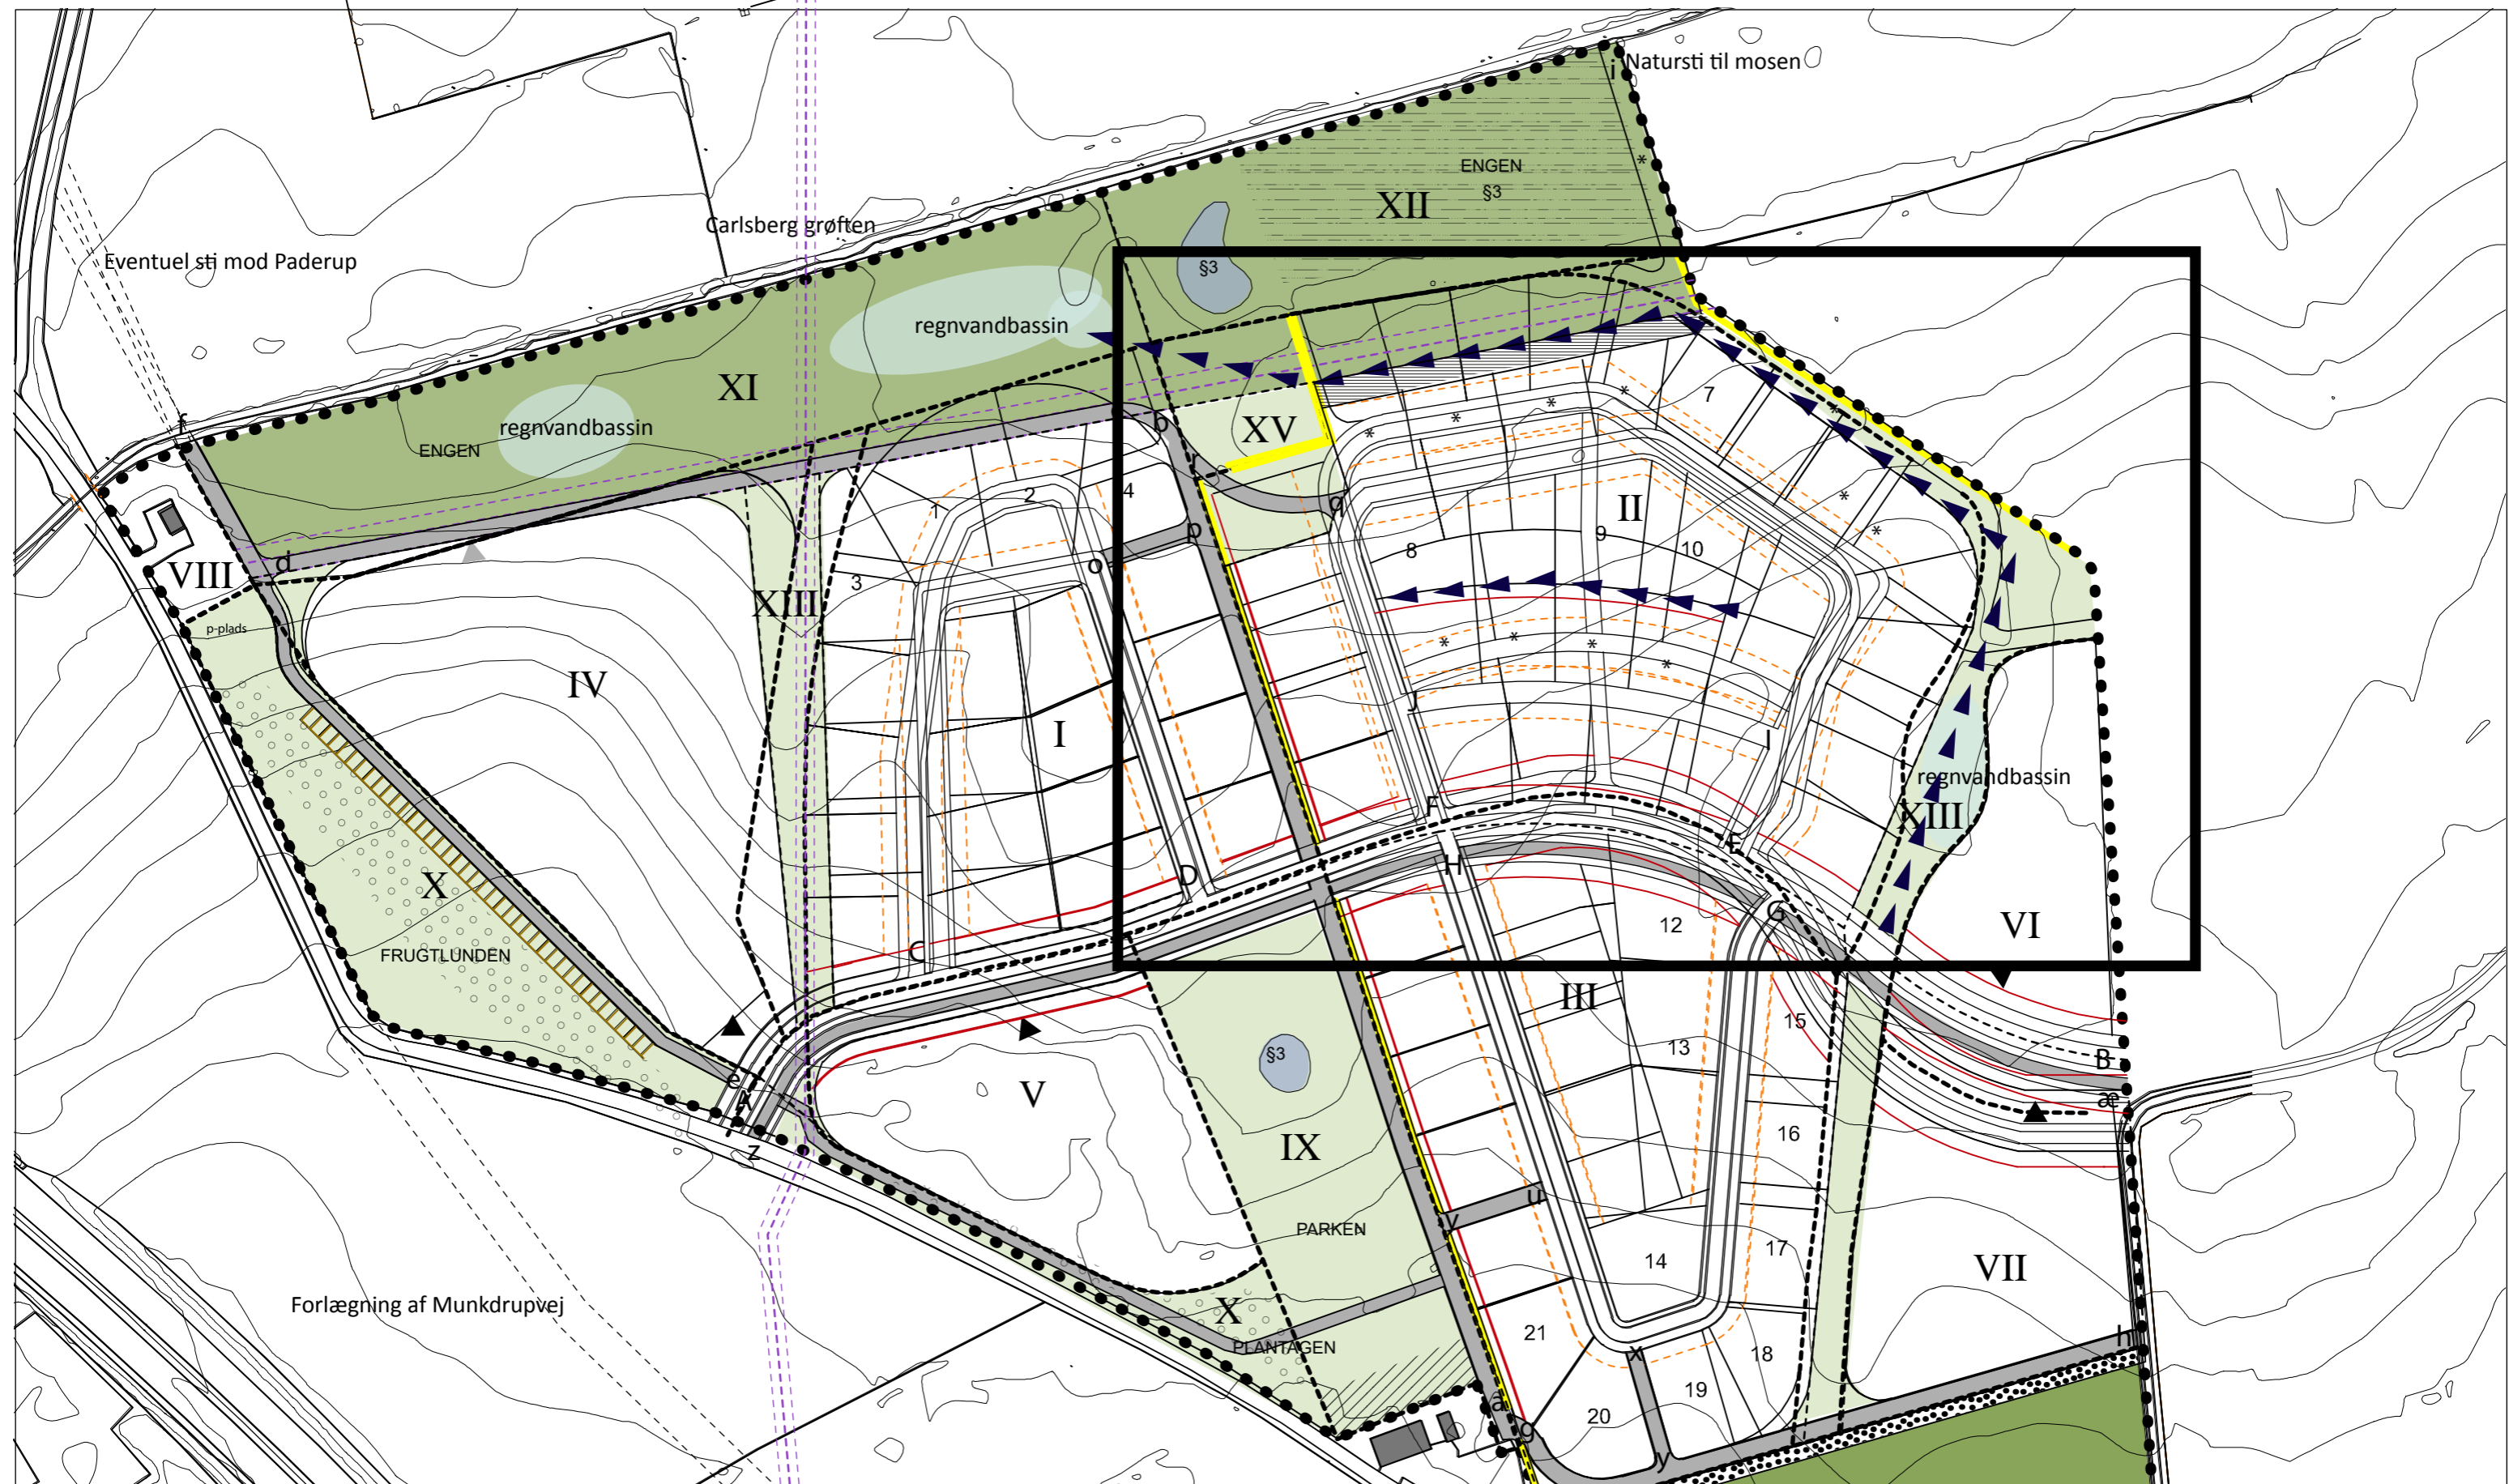 i
Natursti til mosen
ENGEN
*
§3
XII
Carlsberg grøften
Eventuel sti mod Paderup
§3
regnvandbassin
XI
7
*
*
*
*
f
regnvandbassin
b
XV
*
ENGEN
r
1
2
4
q
II
*
p
8
9
10
*
d
o
VIII
3
XIII
p-plads
*
*
*
*
IV
J
I
I
regnvandbassin
F
XIII
E
H
D
X
G
12
VI
C
FRUGTLUNDEN
III
15
V
§3
13
B
e
A
æ
z
IX
16
u
v
PARKEN
17
14
VII
Forlægning af Munkdrupvej
X
21
h
PLANTAGEN
x
18
19
a
20
g
y